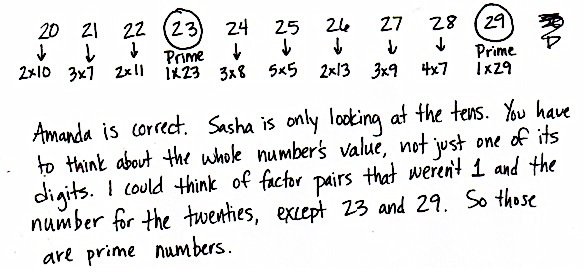 20 21 22 23 24 25 26 27 28 29
Prime Prime
2x10 3x7 2x11 1x23 3x8 5x5 2x13 3x9 4x7 1x29
Amanda is correct. Sasha is only looking at the tens. You have
to think about the whole number's value, not just one of its
digits. I could think of factor pairs that weren't 1 and the
number for the twenties, except 23 and 29. So those
are prime numbers.